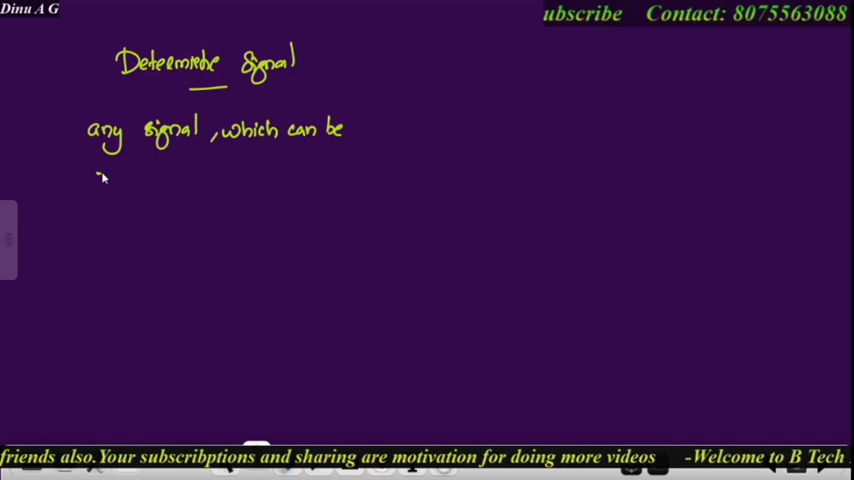 Dinu A G
ubscribe Contact: 8075563088
Determinstic Signal
any signal, which can be
friends also.Your subscribptions and sharing are motivation for doing more videos -Welcome to B Tech